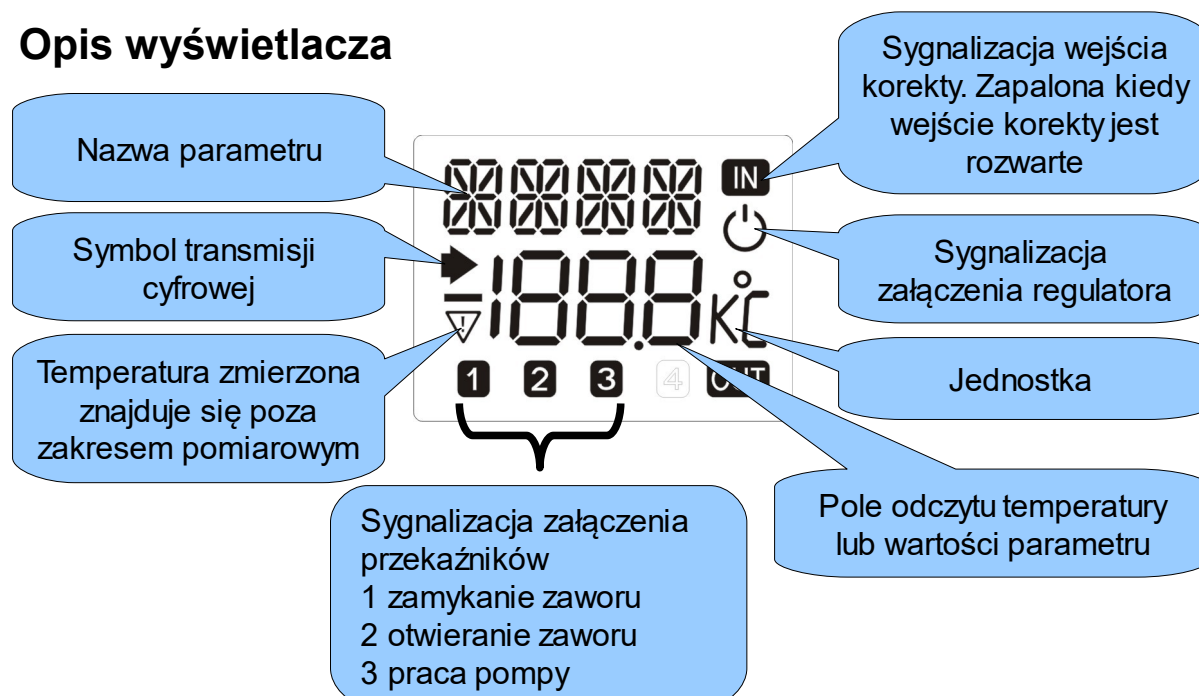 Opis wyświetlacza
Nazwa parametru
Symbol transmisji
cyfrowej
Temperatura zmierzona
znajduje się poza
zakresem pomiarowym
Sygnalizacja wejścia
korekty. Zapalona kiedy
wejście korekty jest
rozwarte
Sygnalizacja
załączenia regulatora
Jednostka
Pole odczytu temperatury
lub wartości parametru
IN
188.8 K°C
!
1 2 3 4 OUT
Sygnalizacja załączenia
przekaźników
1 zamykanie zaworu
2 otwieranie zaworu
3 praca pompy